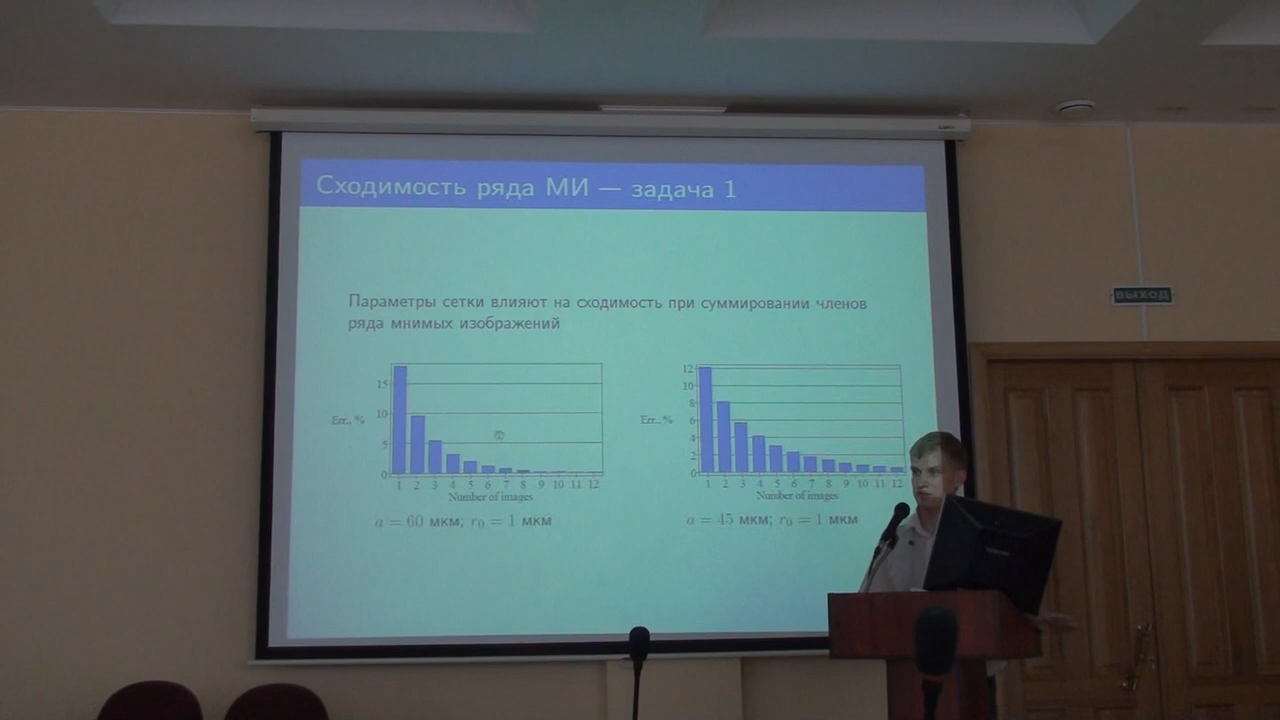 Сходимость ряда МИ — задача 1
Параметры сетки влияют на сходимость при суммировании членов
ряда мнимых изображений
15
10
5
0
Err., %
1 2 3 4 5 6 7 8 9 10 11 12
Number of images
a = 60 мкм; r₀ = 1 мкм
12
10
8
6
4
2
0
Err., %
1 2 3 4 5 6 7 8 9 10 11 12
Number of images
a = 45 мкм; r₀ = 1 мкм
ВЫХОД